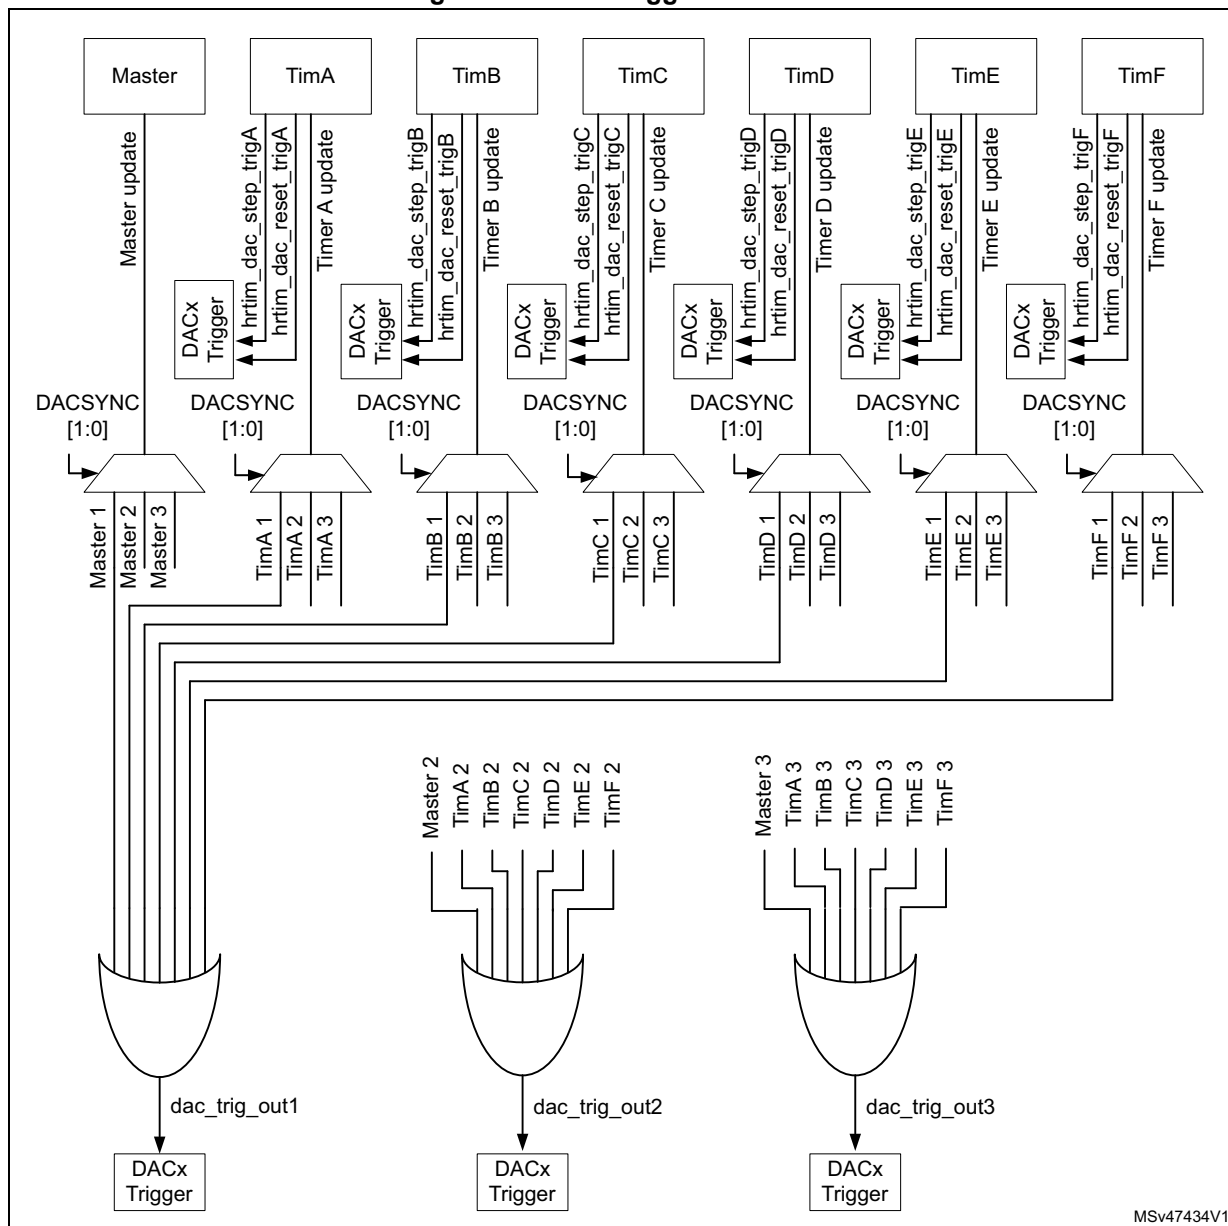 Master
TimA
TimB
TimC
TimD
TimE
TimF
Master update
hrtim_dac_step_trigA
hrtim_dac_reset_trigA
Timer A update
hrtim_dac_step_trigB
hrtim_dac_reset_trigB
Timer B update
hrtim_dac_step_trigC
hrtim_dac_reset_trigC
Timer C update
hrtim_dac_step_trigD
hrtim_dac_reset_trigD
Timer D update
hrtim_dac_step_trigE
hrtim_dac_reset_trigE
Timer E update
hrtim_dac_step_trigF
hrtim_dac_reset_trigF
Timer F update
DACx
Trigger
DACx
Trigger
DACx
Trigger
DACx
Trigger
DACx
Trigger
DACx
Trigger
DACSYNC
[1:0]
DACSYNC
[1:0]
DACSYNC
[1:0]
DACSYNC
[1:0]
DACSYNC
[1:0]
DACSYNC
[1:0]
DACSYNC
[1:0]
Master 1
Master 2
Master 3
TimA 1
TimA 2
TimA 3
TimB 1
TimB 2
TimB 3
TimC 1
TimC 2
TimC 3
TimD 1
TimD 2
TimD 3
TimE 1
TimE 2
TimE 3
TimF 1
TimF 2
TimF 3
Master 2
TimA 2
TimB 2
TimC 2
TimD 2
TimE 2
TimF 2
Master 3
TimA 3
TimB 3
TimC 3
TimD 3
TimE 3
TimF 3
dac_trig_out1
dac_trig_out2
dac_trig_out3
DACx
Trigger
DACx
Trigger
DACx
Trigger
MSv47434V1